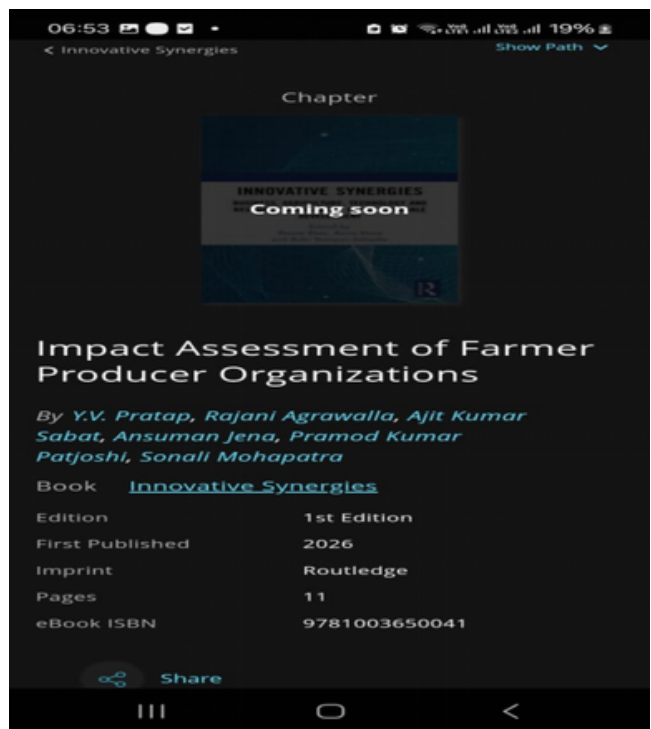 06:53 19%
< Innovative Synergies Show Path
Chapter
INNOVATIVE SYNERGIES
Coming soon
R
Impact Assessment of Farmer
Producer Organizations
By Y.V. Pratap, Rajani Agrawalla, Ajit Kumar
Sabat, Ansuman Jena, Pramod Kumar
Patjoshi, Sonali Mohapatra
Book Innovative Synergies
Edition 1st Edition
First Published 2026
Imprint Routledge
Pages 11
eBook ISBN 9781003650041
Share